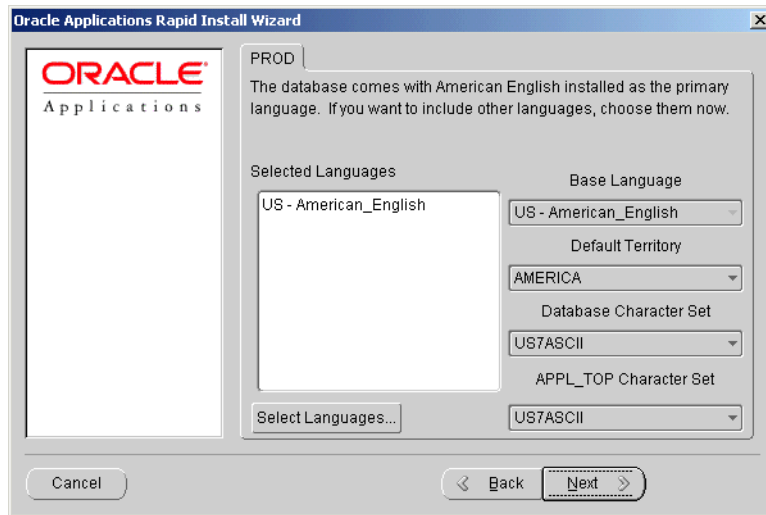 Oracle Applications Rapid Install Wizard
ORACLE®
Applications
PROD
The database comes with American English installed as the primary
language. If you want to include other languages, choose them now.
Selected Languages
US - American_English
Base Language
US - American_English
Default Territory
AMERICA
Database Character Set
US7ASCII
APPL_TOP Character Set
US7ASCII
Select Languages...
Cancel
Back
Next